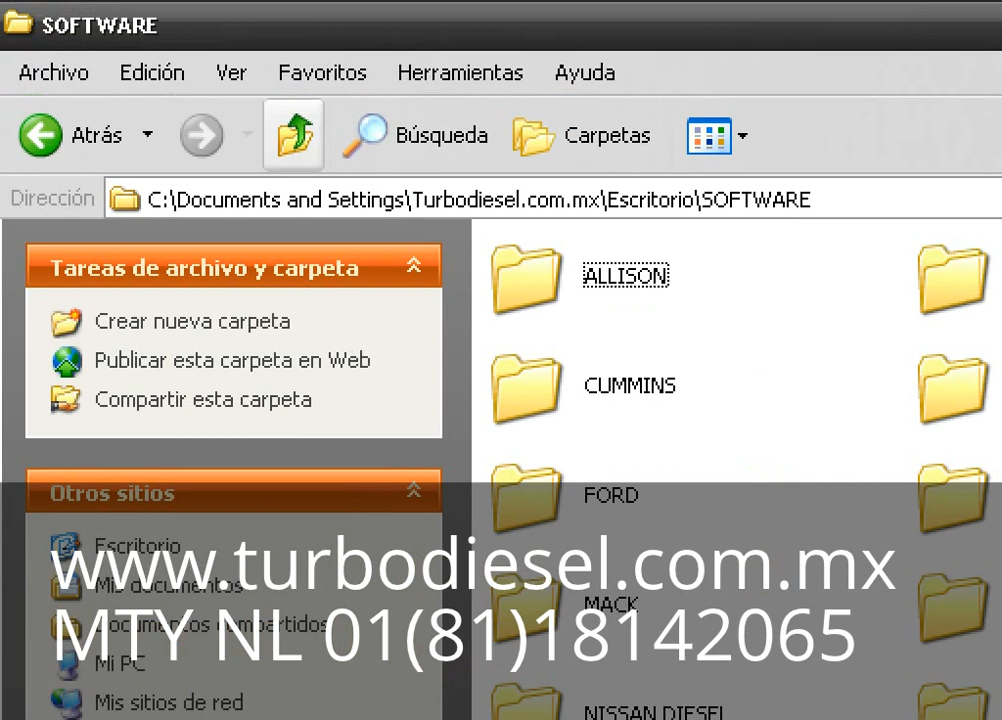 SOFTWARE
Archivo Edición Ver Favoritos Herramientas Ayuda
Atrás Búsqueda Carpetas
Dirección C:\Documents and Settings\Turbodiesel.com.mx\Escritorio\SOFTWARE
Tareas de archivo y carpeta
Crear nueva carpeta
Publicar esta carpeta en Web
Compartir esta carpeta
Otros sitios
Escritorio
Mis documentos
Documentos compartidos
Mi PC
Mis sitios de red
ALLISON
CUMMINS
FORD
MACK
NISSAN DIESEL
www.turbodiesel.com.mx
MTY NL 01(81)18142065